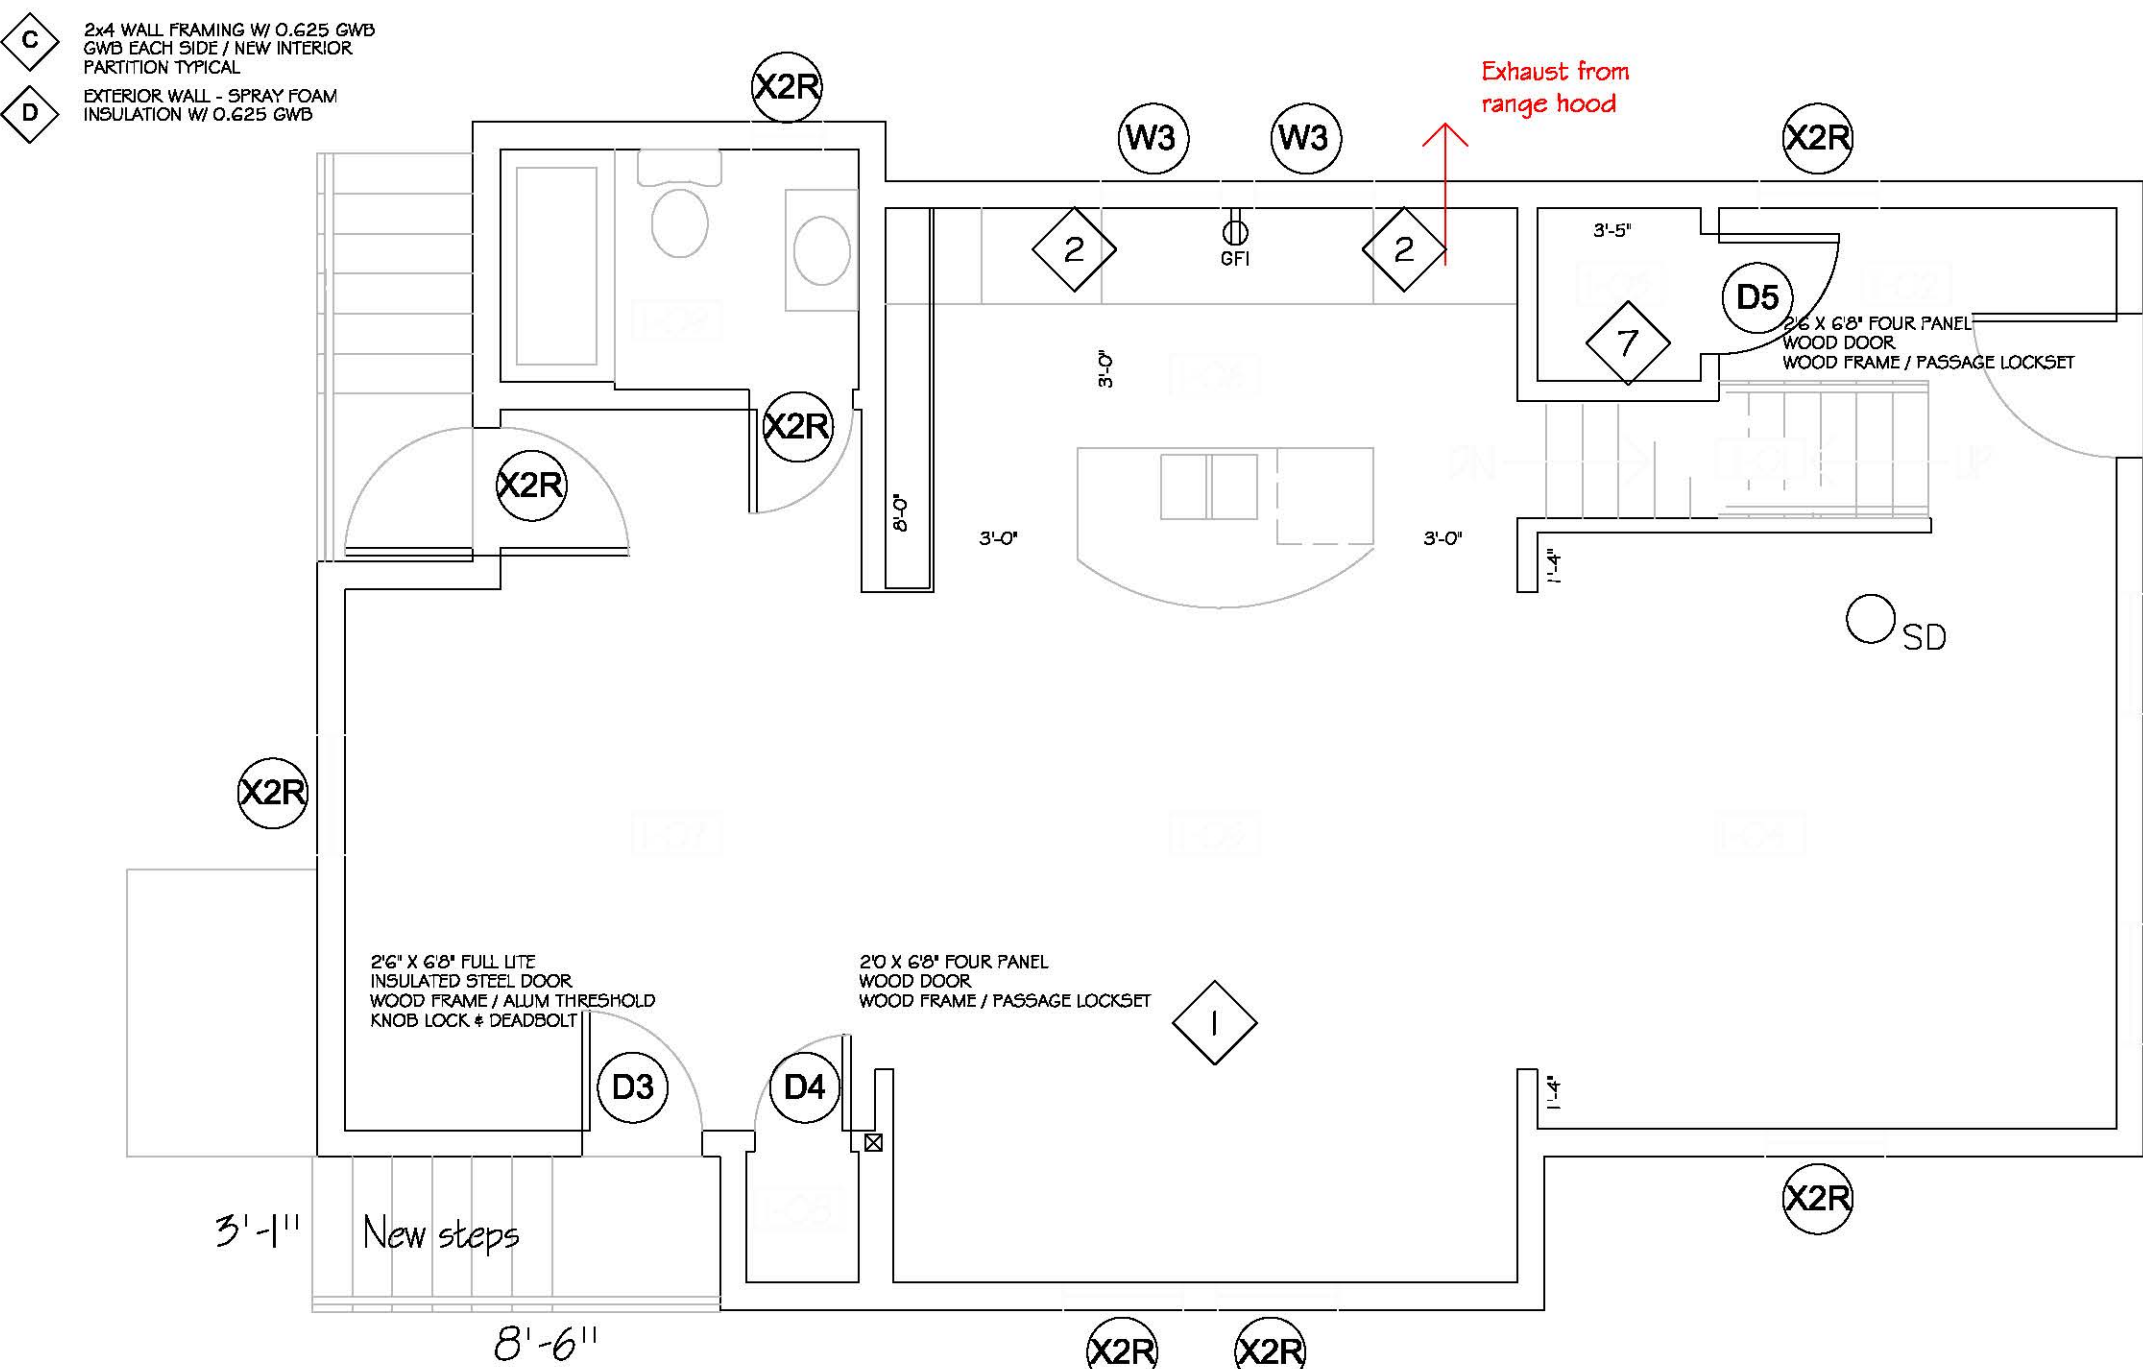 C
2x4 WALL FRAMING W/ 0.625 GWB
GWB EACH SIDE / NEW INTERIOR
PARTITION TYPICAL
D
EXTERIOR WALL - SPRAY FOAM
INSULATION W/ 0.625 GWB
X2R
W3
W3
Exhaust from
range hood
X2R
2
GFI
2
3'-5"
D5
7
2'6 X 6'8" FOUR PANEL
WOOD DOOR
WOOD FRAME / PASSAGE LOCKSET
3'-0"
X2R
X2R
8'-0"
3'-0"
3'-0"
DN
UP
1'-4"
SD
X2R
1-07
2'6" X 6'8" FULL LITE
INSULATED STEEL DOOR
WOOD FRAME / ALUM THRESHOLD
KNOB LOCK & DEADBOLT
2'0 X 6'8" FOUR PANEL
WOOD DOOR
WOOD FRAME / PASSAGE LOCKSET
1
D3
D4
1'-4"
X2R
3'-1"
New steps
8'-6"
X2R
X2R